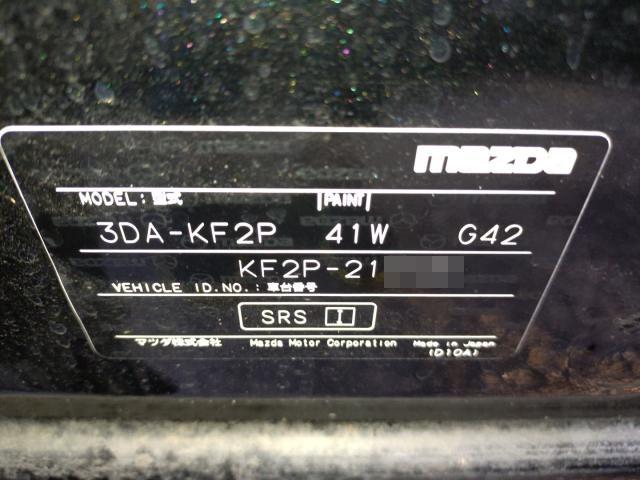 mazda
MODEL:型式 PAINT
3DA-KF2P 41W G42
KF2P-21
VEHICLE ID.NO.:車台番号
SRS I
マツダ株式会社 Mazda Motor Corporation Made in Japan
(D10A)